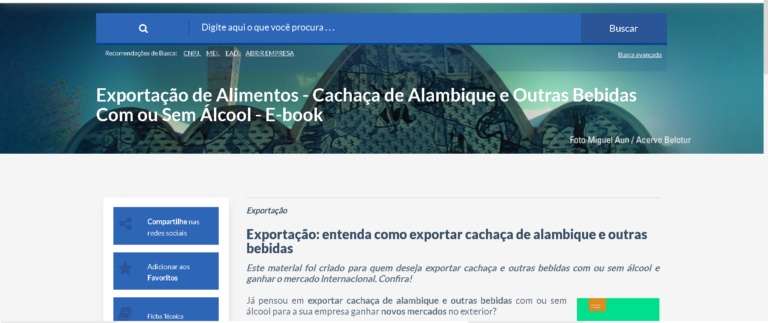 Digite aqui o que você procura . . .
Buscar
Recomendações de Busca: CNPJ, MEI, EAD, ABRIR EMPRESA
Busca avançada
Exportação de Alimentos - Cachaça de Alambique e Outras Bebidas
Com ou Sem Álcool - E-book
Foto Miguel Aun / Acervo Belotur
Compartilhe nas
redes sociais
Adicionar aos
Favoritos
Ficha Técnica
Exportação
Exportação: entenda como exportar cachaça de alambique e outras
bebidas
Este material foi criado para quem deseja exportar cachaça e outras bebidas com ou sem álcool e
ganhar o mercado internacional. Confira!
Já pensou em exportar cachaça de alambique e outras bebidas com ou sem
álcool para a sua empresa ganhar novos mercados no exterior?